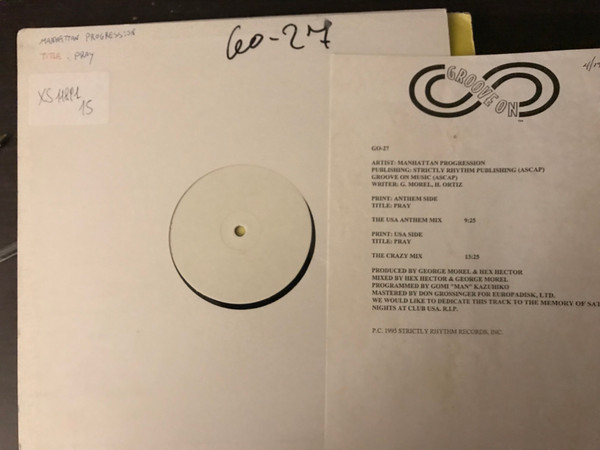 MANHATTAN PROGRESSION
TITLE - PRAY
GO-27
15
GROOVE ON
GO-27
ARTIST: MANHATTAN PROGRESSION
PUBLISHING: STRICTLY RHYTHM PUBLISHING (ASCAP)
GROOVE ON MUSIC (ASCAP)
WRITER: G. MOREL, H. ORTIZ
PRINT: ANTHEM SIDE
TITLE: PRAY
THE USA ANTHEM MIX 9:25
PRINT: USA SIDE
TITLE: PRAY
THE CRAZY MIX 13:25
PRODUCED BY GEORGE MOREL & HEX HECTOR
MIXED BY HEX HECTOR & GEORGE MOREL
PROGRAMMED BY GOMI "MAN" KAZUHIKO
MASTERED BY DON GROSSINGER FOR EUROPADISK, LTD.
WE WOULD LIKE TO DEDICATE THIS TRACK TO THE MEMORY OF SAT
NIGHTS AT CLUB USA. R.I.P.
P.C. 1995 STRICTLY RHYTHM RECORDS, INC